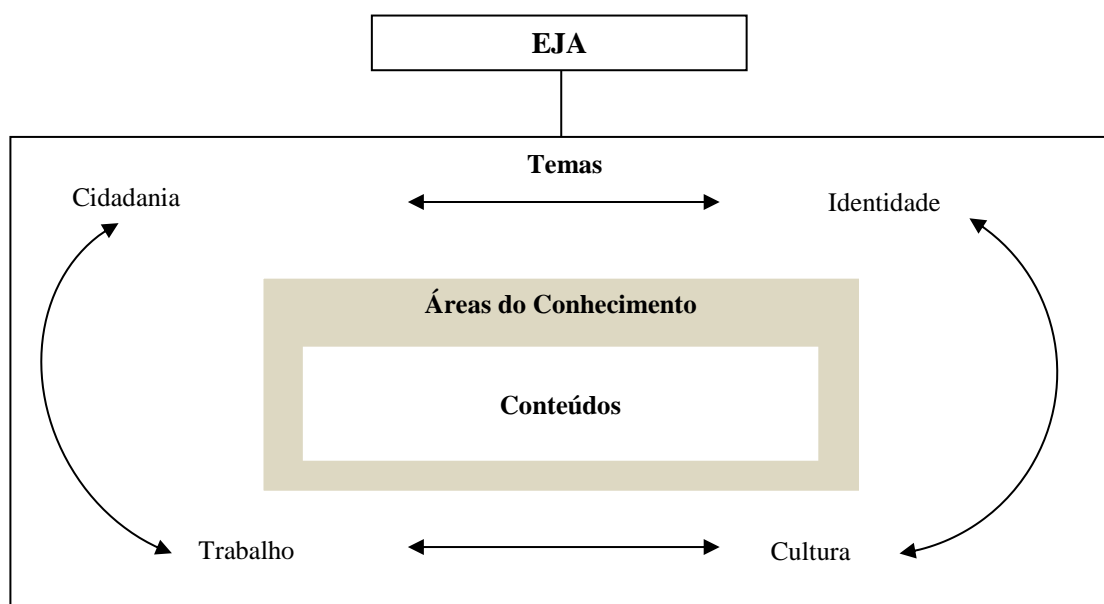 EJA
Temas
Cidadania
Identidade
Áreas do Conhecimento
Conteúdos
Trabalho
Cultura